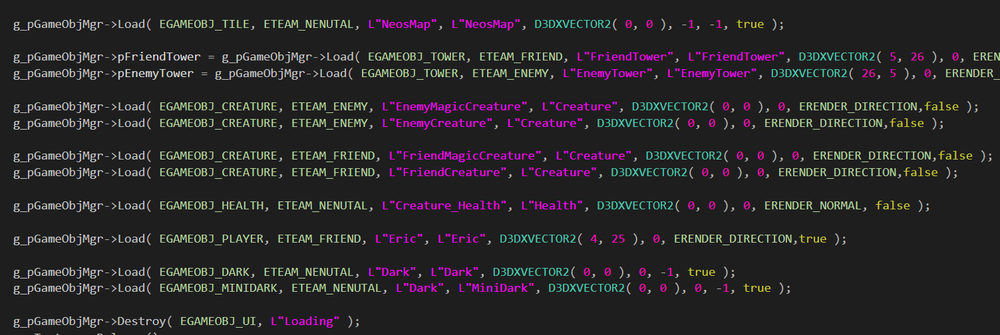 g_pGameObjMgr->Load( EGAMEOBJ_TILE, ETEAM_NENUTAL, L"NeosMap", L"NeosMap", D3DXVECTOR2( 0, 0 ), -1, -1, true );
g_pGameObjMgr->pFriendTower = g_pGameObjMgr->Load( EGAMEOBJ_TOWER, ETEAM_FRIEND, L"FriendTower", L"FriendTower", D3DXVECTOR2( 5, 26 ), 0, EREN
g_pGameObjMgr->pEnemyTower = g_pGameObjMgr->Load( EGAMEOBJ_TOWER, ETEAM_ENEMY, L"EnemyTower", L"EnemyTower", D3DXVECTOR2( 26, 5 ), 0, ERENDER_
g_pGameObjMgr->Load( EGAMEOBJ_CREATURE, ETEAM_ENEMY, L"EnemyMagicCreature", L"Creature", D3DXVECTOR2( 0, 0 ), 0, ERENDER_DIRECTION,false );
g_pGameObjMgr->Load( EGAMEOBJ_CREATURE, ETEAM_ENEMY, L"EnemyCreature", L"Creature", D3DXVECTOR2( 0, 0 ), 0, ERENDER_DIRECTION,false );
g_pGameObjMgr->Load( EGAMEOBJ_CREATURE, ETEAM_FRIEND, L"FriendMagicCreature", L"Creature", D3DXVECTOR2( 0, 0 ), 0, ERENDER_DIRECTION,false );
g_pGameObjMgr->Load( EGAMEOBJ_CREATURE, ETEAM_FRIEND, L"FriendCreature", L"Creature", D3DXVECTOR2( 0, 0 ), 0, ERENDER_DIRECTION,false );
g_pGameObjMgr->Load( EGAMEOBJ_HEALTH, ETEAM_NENUTAL, L"Creature_Health", L"Health", D3DXVECTOR2( 0, 0 ), 0, ERENDER_NORMAL, false );
g_pGameObjMgr->Load( EGAMEOBJ_PLAYER, ETEAM_FRIEND, L"Eric", L"Eric", D3DXVECTOR2( 4, 25 ), 0, ERENDER_DIRECTION,true );
g_pGameObjMgr->Load( EGAMEOBJ_DARK, ETEAM_NENUTAL, L"Dark", L"Dark", D3DXVECTOR2( 0, 0 ), 0, -1, true );
g_pGameObjMgr->Load( EGAMEOBJ_MINIDARK, ETEAM_NENUTAL, L"Dark", L"MiniDark", D3DXVECTOR2( 0, 0 ), 0, -1, true );
g_pGameObjMgr->Destroy( EGAMEOBJ_UI, L"Loading" );